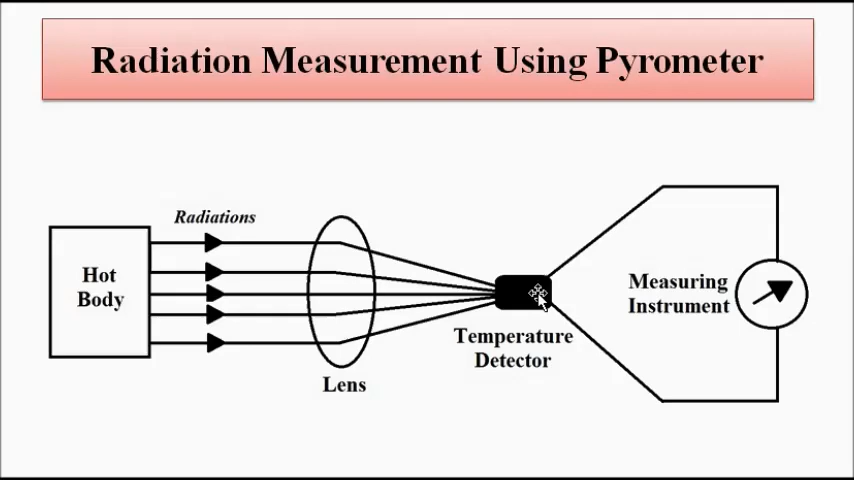 Radiation Measurement Using Pyrometer
Radiations
Hot
Body
Lens
Temperature
Detector
Measuring
Instrument